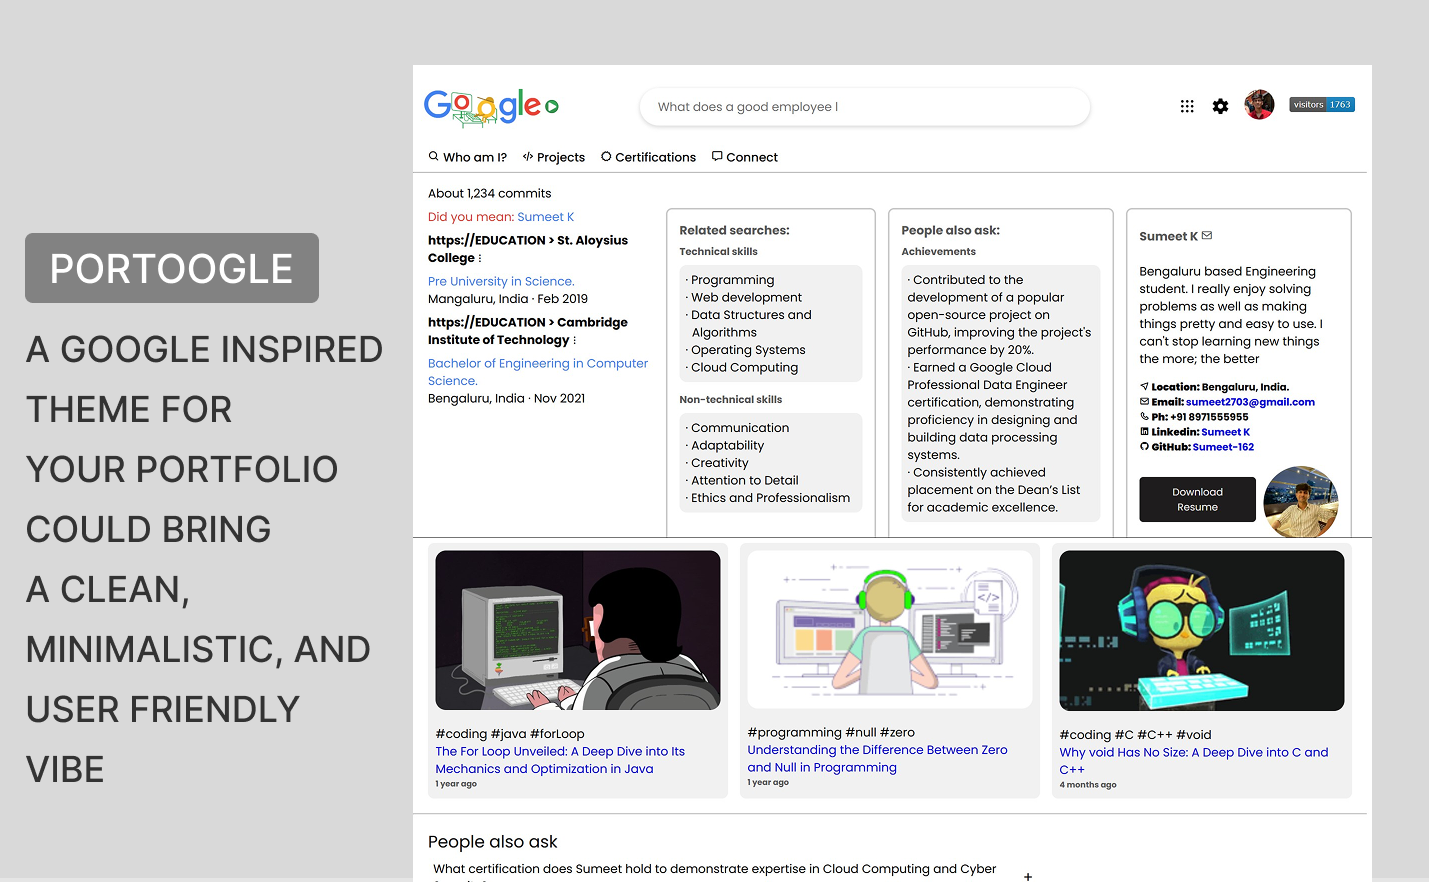 PORTOOGLE
A GOOGLE INSPIRED
THEME FOR
YOUR PORTFOLIO
COULD BRING
A CLEAN,
MINIMALISTIC, AND
USER FRIENDLY
VIBE
Google
What does a good employee l
visitors 1763
Who am I?
Projects
Certifications
Connect
About 1,234 commits
Did you mean: Sumeet K
https://EDUCATION > St. Aloysius
College
Pre University in Science.
Mangaluru, India · Feb 2019
https://EDUCATION > Cambridge
Institute of Technology
Bachelor of Engineering in Computer
Science.
Bengaluru, India · Nov 2021
Related searches:
Technical skills
· Programming
· Web development
· Data Structures and
Algorithms
· Operating Systems
· Cloud Computing
Non-technical skills
· Communication
· Adaptability
· Creativity
· Attention to Detail
· Ethics and Professionalism
People also ask:
Achievements
· Contributed to the
development of a popular
open-source project on
GitHub, improving the project's
performance by 20%.
· Earned a Google Cloud
Professional Data Engineer
certification, demonstrating
proficiency in designing and
building data processing
systems.
· Consistently achieved
placement on the Dean's List
for academic excellence.
Sumeet K
Bengaluru based Engineering
student. I really enjoy solving
problems as well as making
things pretty and easy to use. I
can't stop learning new things
the more; the better
Location: Bengaluru, India.
Email: sumeet2703@gmail.com
Ph: +91 8971555955
Linkedin: Sumeet K
GitHub: Sumeet-162
Download
Resume
#coding #java #forLoop
The For Loop Unveiled: A Deep Dive into Its
Mechanics and Optimization in Java
1 year ago
</>
#programming #null #zero
Understanding the Difference Between Zero
and Null in Programming
1 year ago
#coding #C #C++ #void
Why void Has No Size: A Deep Dive into C and
C++
4 months ago
People also ask
What certification does Sumeet hold to demonstrate expertise in Cloud Computing and Cyber
+